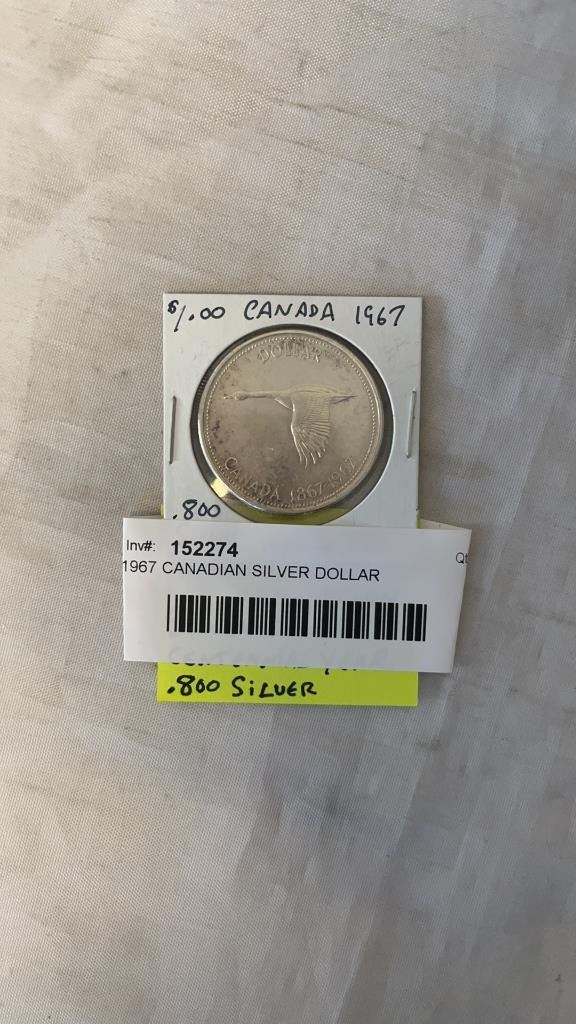 $1.00 CANADA 1967
DOLLAR
CANADA 1867-1967
.800
Inv#: 152274
1967 CANADIAN SILVER DOLLAR
.800 SILVER